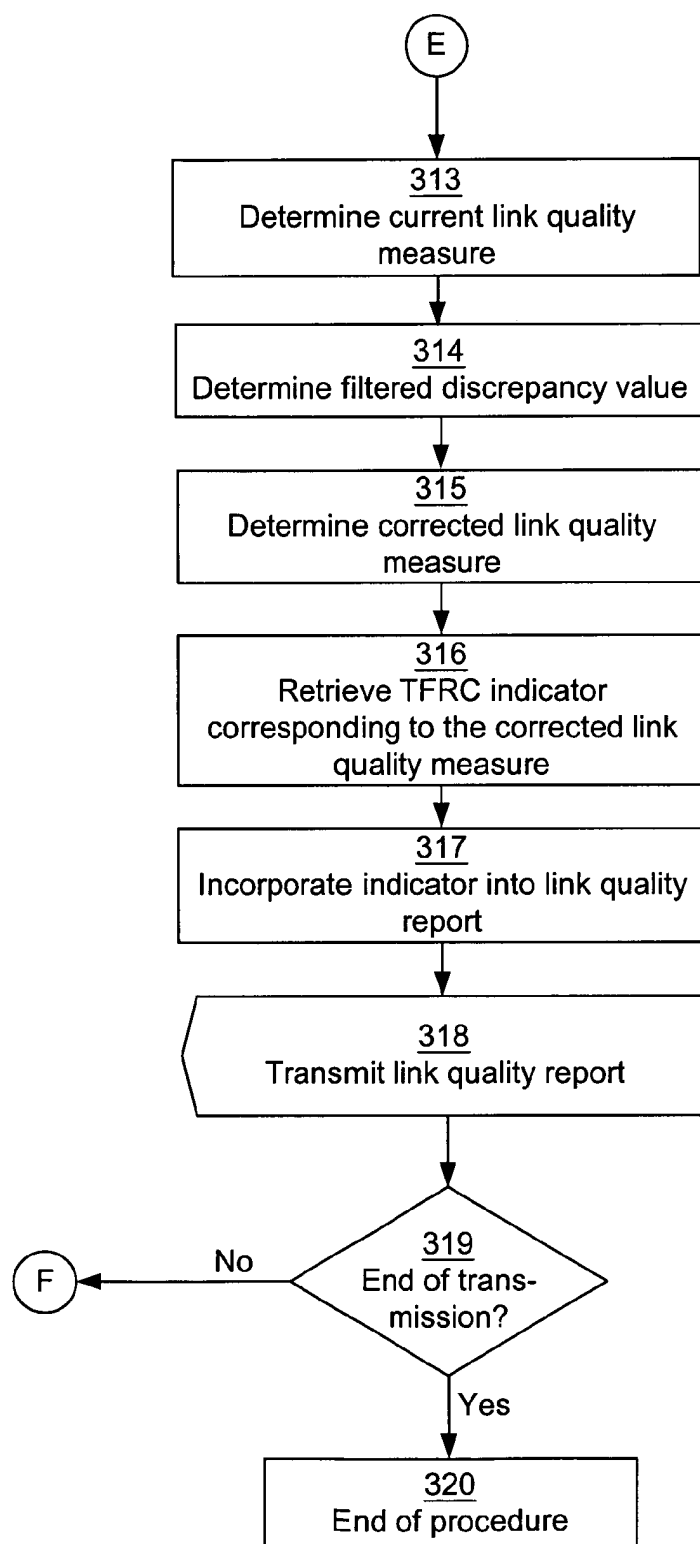 E
313
Determine current link quality
measure
314
Determine filtered discrepancy value
315
Determine corrected link quality
measure
316
Retrieve TFRC indicator
corresponding to the corrected link
quality measure
317
Incorporate indicator into link quality
report
318
Transmit link quality report
319
End of trans-
mission?
No
F
Yes
320
End of procedure